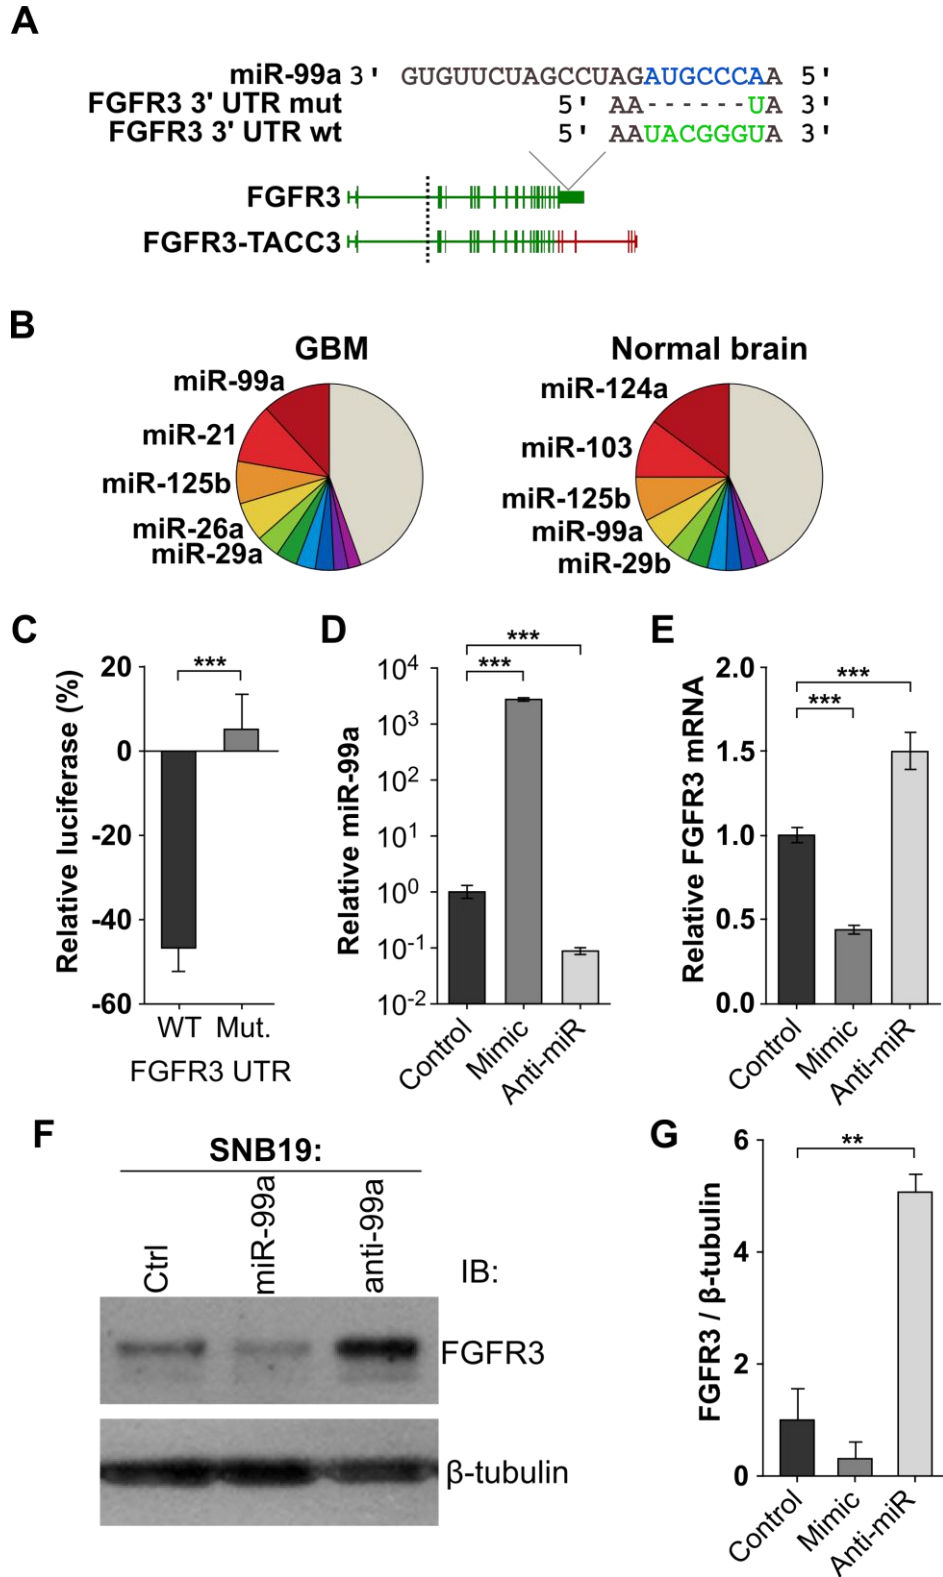 A
miR-99a 3' GUGUUCUAGCCUAGAUGCCCAA 5'
FGFR3 3' UTR mut 5' AA------UA 3'
FGFR3 3' UTR wt 5' AAUACGGGUA 3'
FGFR3
FGFR3-TACC3
B
GBM
miR-99a
miR-21
miR-125b
miR-26a
miR-29a
Normal brain
miR-124a
miR-103
miR-125b
miR-99a
miR-29b
C
Relative luciferase (%)
20
0
-20
-40
-60
***
WT Mut.
FGFR3 UTR
D
Relative miR-99a
10^4
10^3
10^2
10^1
10^0
10^-1
10^-2
***
***
Control
Mimic
Anti-miR
E
Relative FGFR3 mRNA
2.0
1.5
1.0
0.5
0.0
***
***
Control
Mimic
Anti-miR
F
SNB19:
Ctrl
miR-99a
anti-99a
IB:
FGFR3
β-tubulin
G
FGFR3 / β-tubulin
6
4
2
0
**
Control
Mimic
Anti-miR